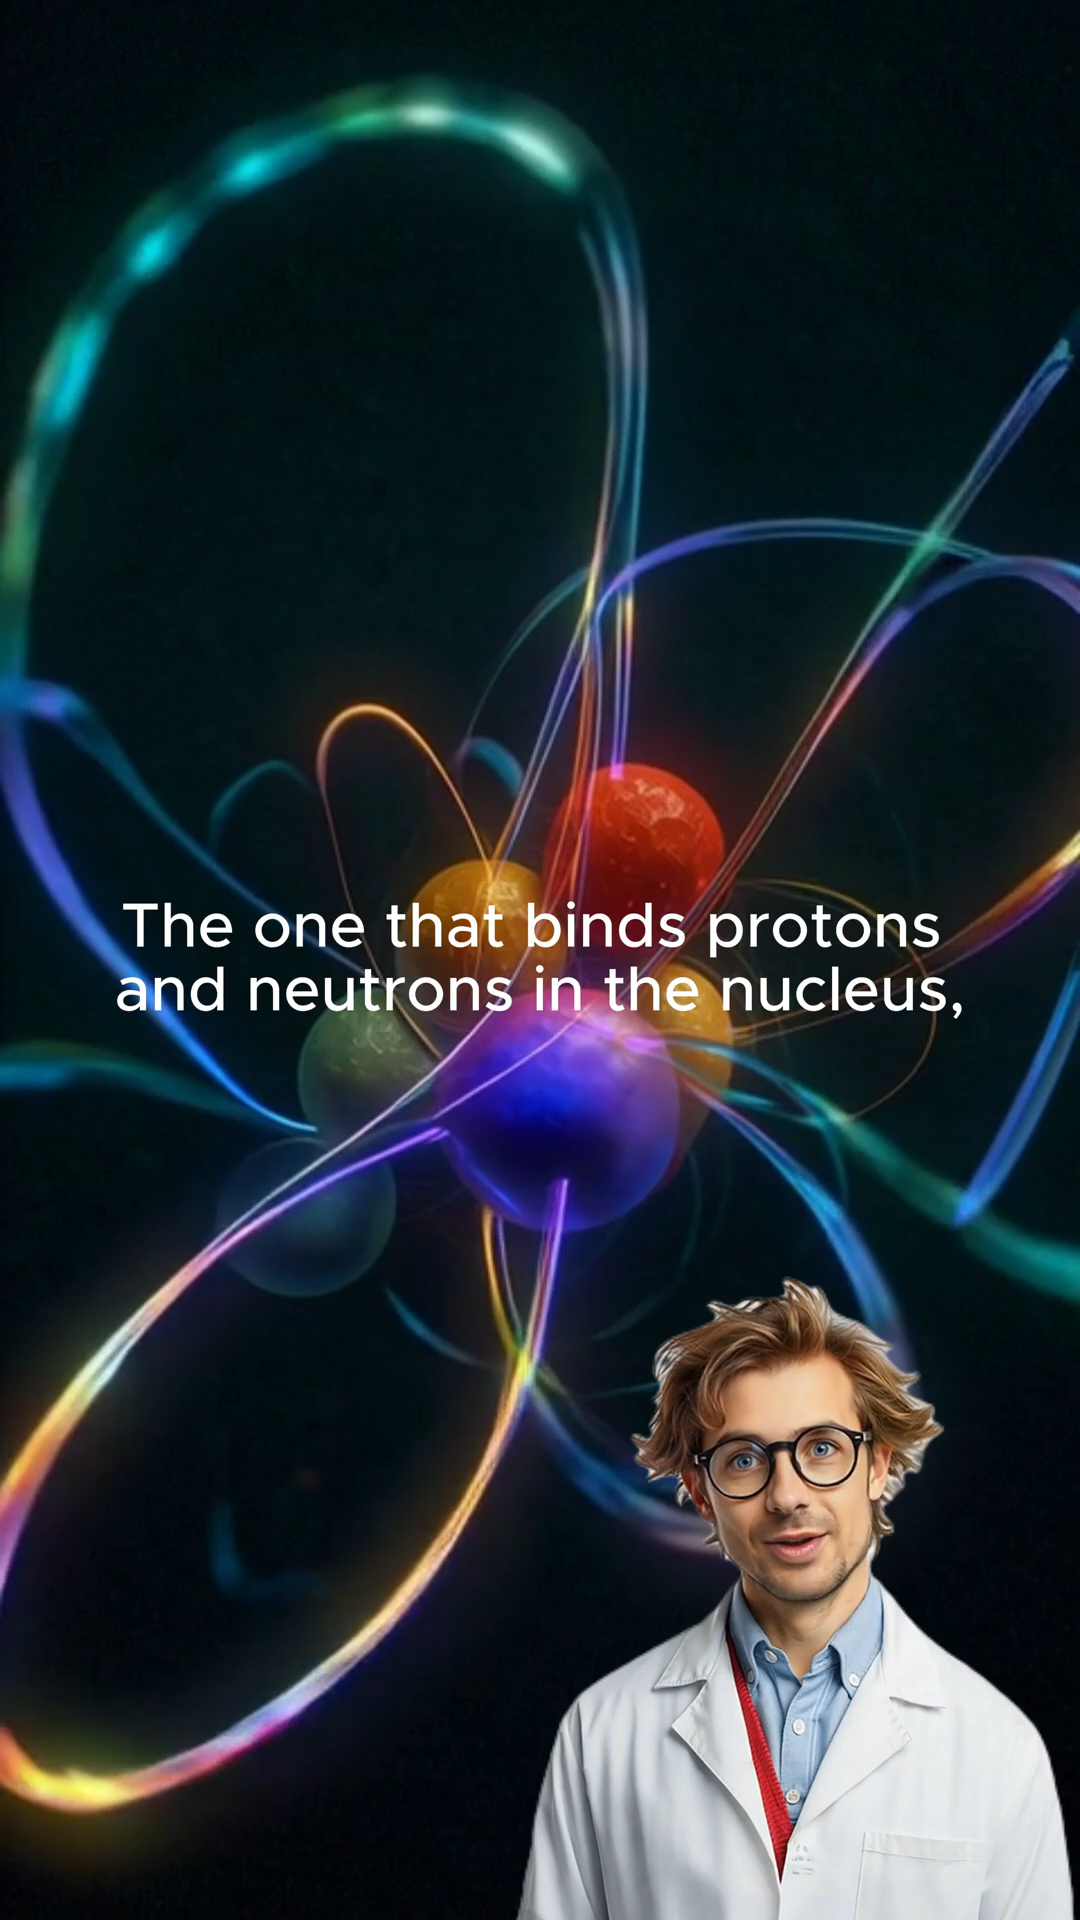 The one that binds protons
and neutrons in the nucleus,